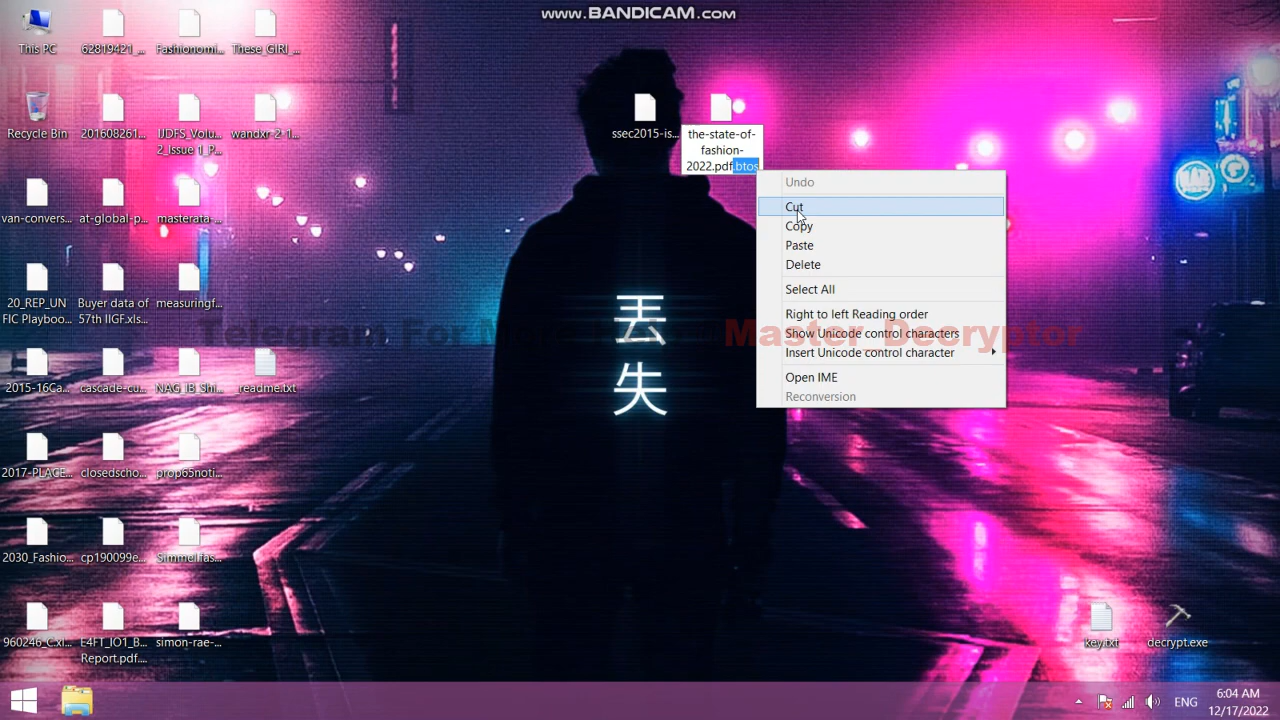 www.BANDICAM.com
This PC
62819421_...
Fashionomi...
These_GIRl_...
Recycle Bin
201608261...
IJDFS_Volu...
2_Issue 1_P...
wandxr-2-1...
ssec2015-is...
the-state-of-
fashion-
2022.pdf.btos
van-convers...
at-global-p...
masterata-...
Undo
Cut
Copy
Paste
Delete
Select All
Right to left Reading order
Show Unicode control characters
Insert Unicode control character
Open IME
Reconversion
20_REP_UN
FIC Playboo...
Buyer data of
57th IIGF.xls...
measuringf...
丟
失
Master Decryptor
2015-16Ca...
cascade-cu...
NAG_IB_Shi...
readme.txt
2017-PLACE...
closedscho...
prop65noti...
2030_Fashio...
cp190099e...
Simmel.fas...
960246_C.xl...
E4FT_IO1_B...
Report.pdf....
simon-rae-...
key.txt
decrypt.exe
ENG
6:04 AM
12/17/2022